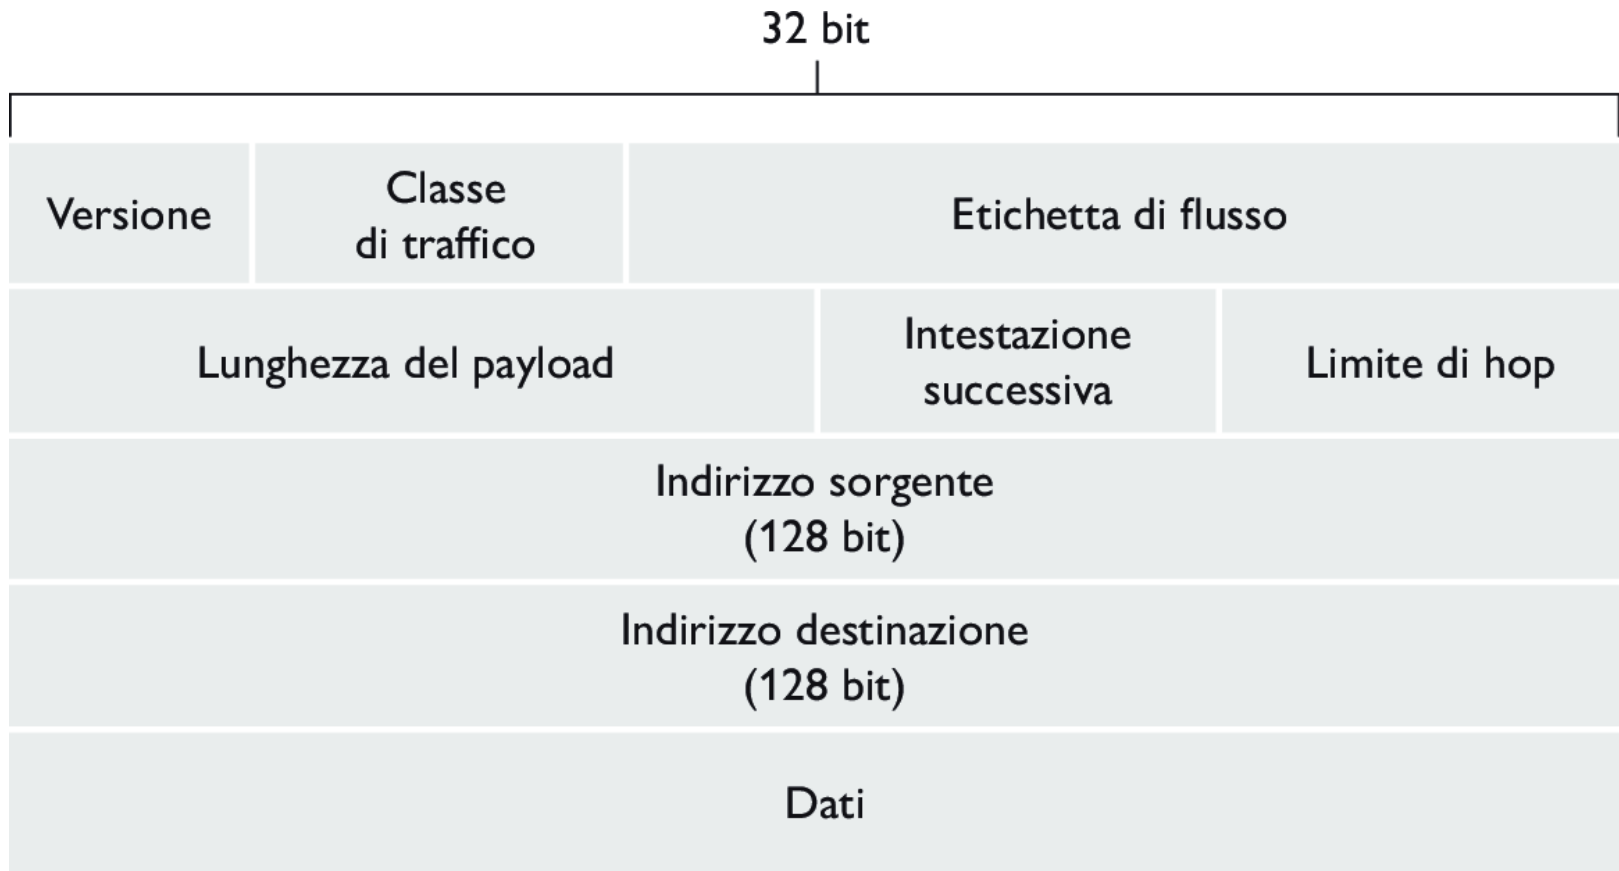 32 bit
Versione
Classe
di traffico
Etichetta di flusso
Lunghezza del payload
Intestazione
successiva
Limite di hop
Indirizzo sorgente
(128 bit)
Indirizzo destinazione
(128 bit)
Dati